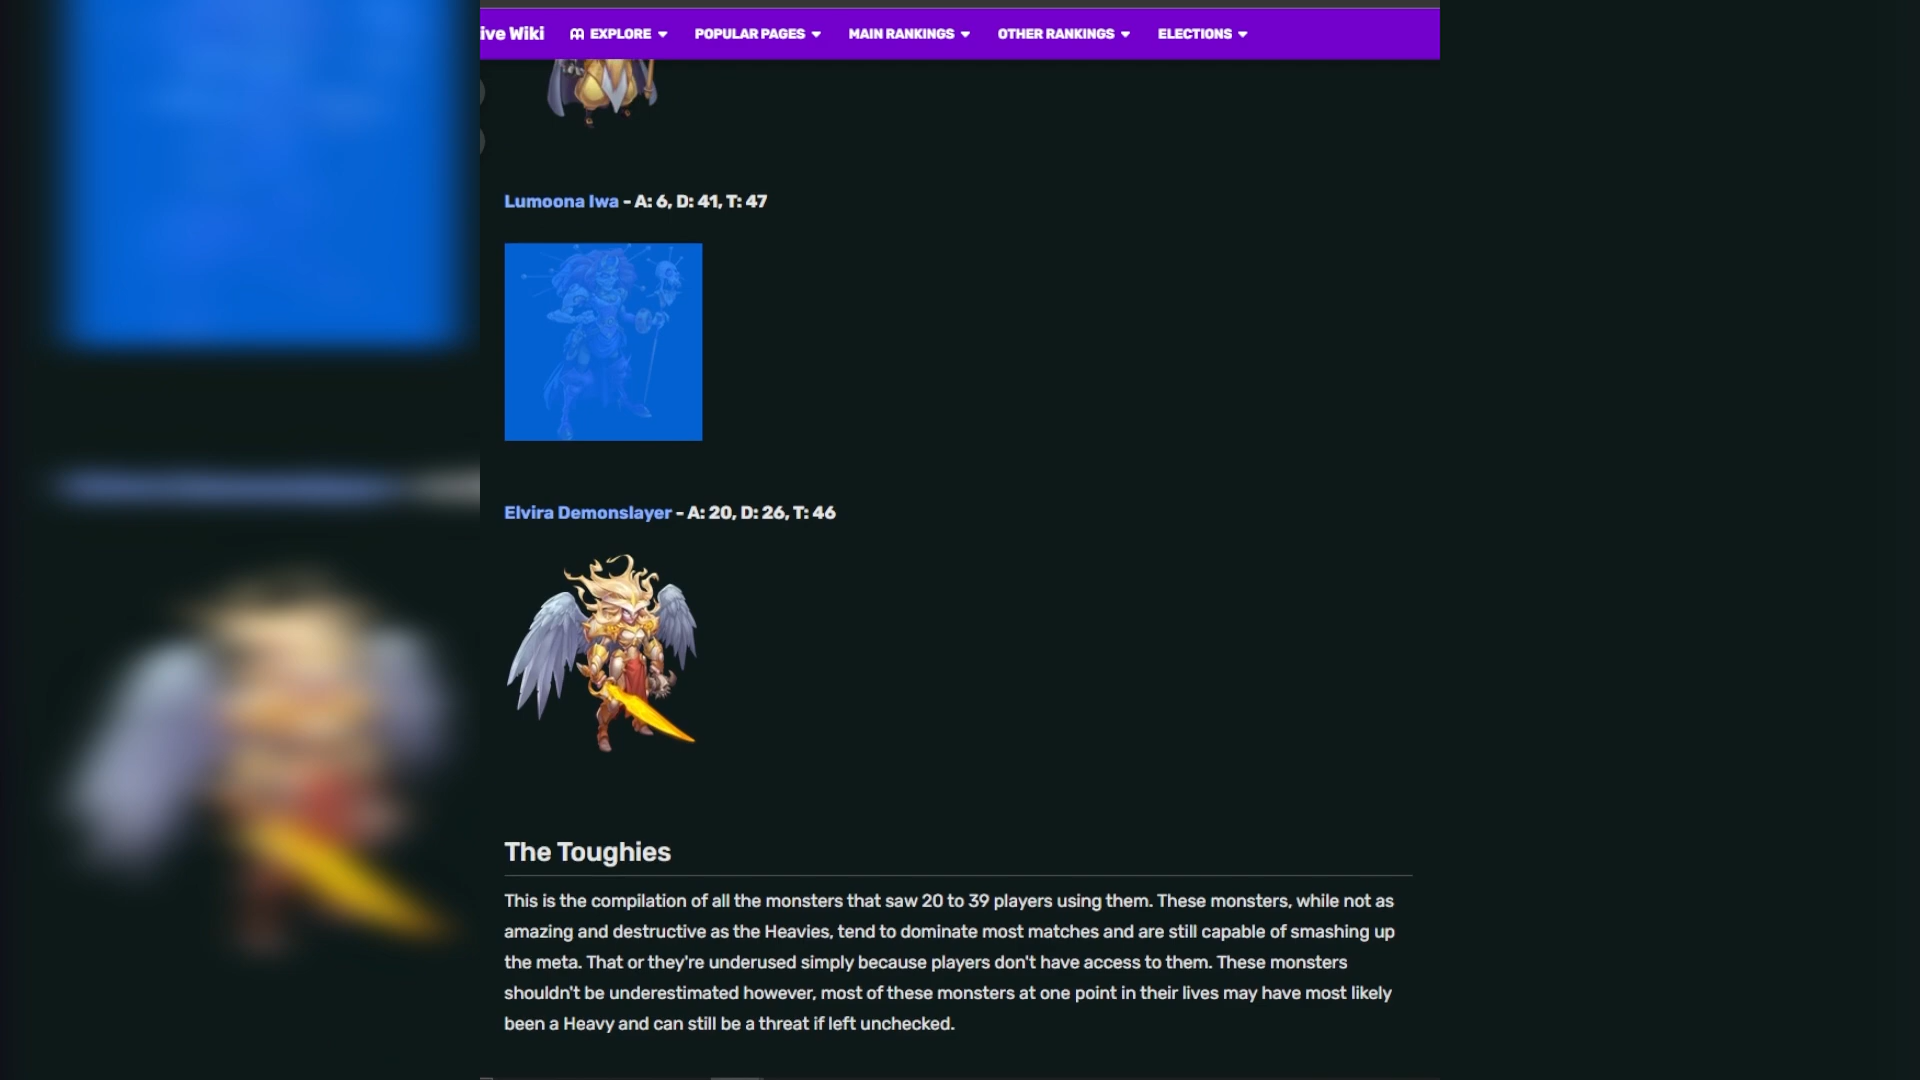 ive Wiki EXPLORE POPULAR PAGES MAIN RANKINGS OTHER RANKINGS ELECTIONS
Lumoona Iwa - A: 6, D: 41, T: 47
Elvira Demonslayer - A: 20, D: 26, T: 46
The Toughies
This is the compilation of all the monsters that saw 20 to 39 players using them. These monsters, while not as
amazing and destructive as the Heavies, tend to dominate most matches and are still capable of smashing up
the meta. That or they're underused simply because players don't have access to them. These monsters
shouldn't be underestimated however, most of these monsters at one point in their lives may have most likely
been a Heavy and can still be a threat if left unchecked.